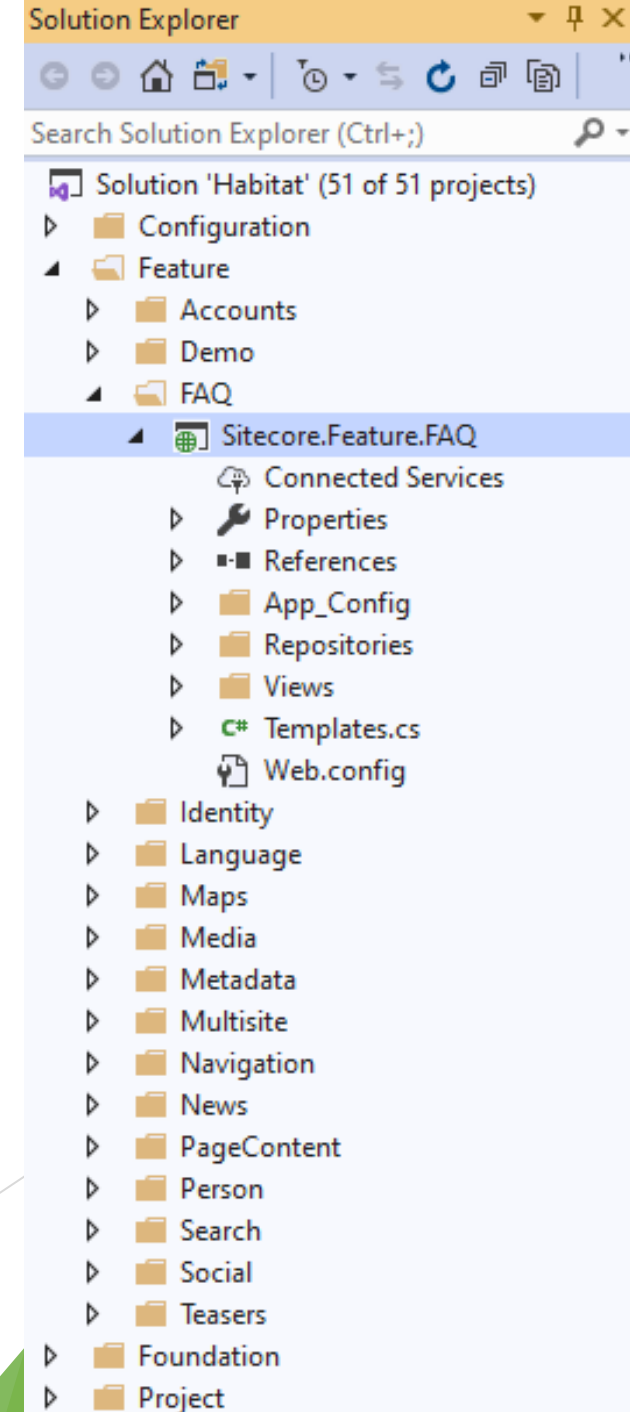 Solution Explorer
Search Solution Explorer (Ctrl+;)
Solution 'Habitat' (51 of 51 projects)
Configuration
Feature
Accounts
Demo
FAQ
Sitecore.Feature.FAQ
Connected Services
Properties
References
App_Config
Repositories
Views
C# Templates.cs
Web.config
Identity
Language
Maps
Media
Metadata
Multisite
Navigation
News
PageContent
Person
Search
Social
Teasers
Foundation
Project